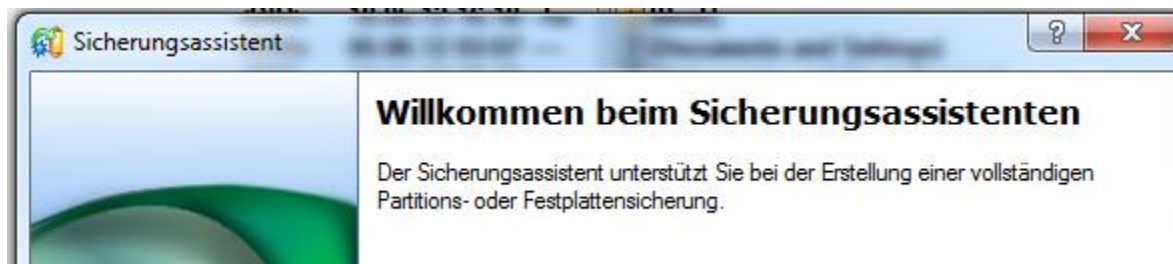 Sicherungsassistent
Willkommen beim Sicherungsassistenten
Der Sicherungsassistent unterstützt Sie bei der Erstellung einer vollständigen
Partitions- oder Festplattensicherung.